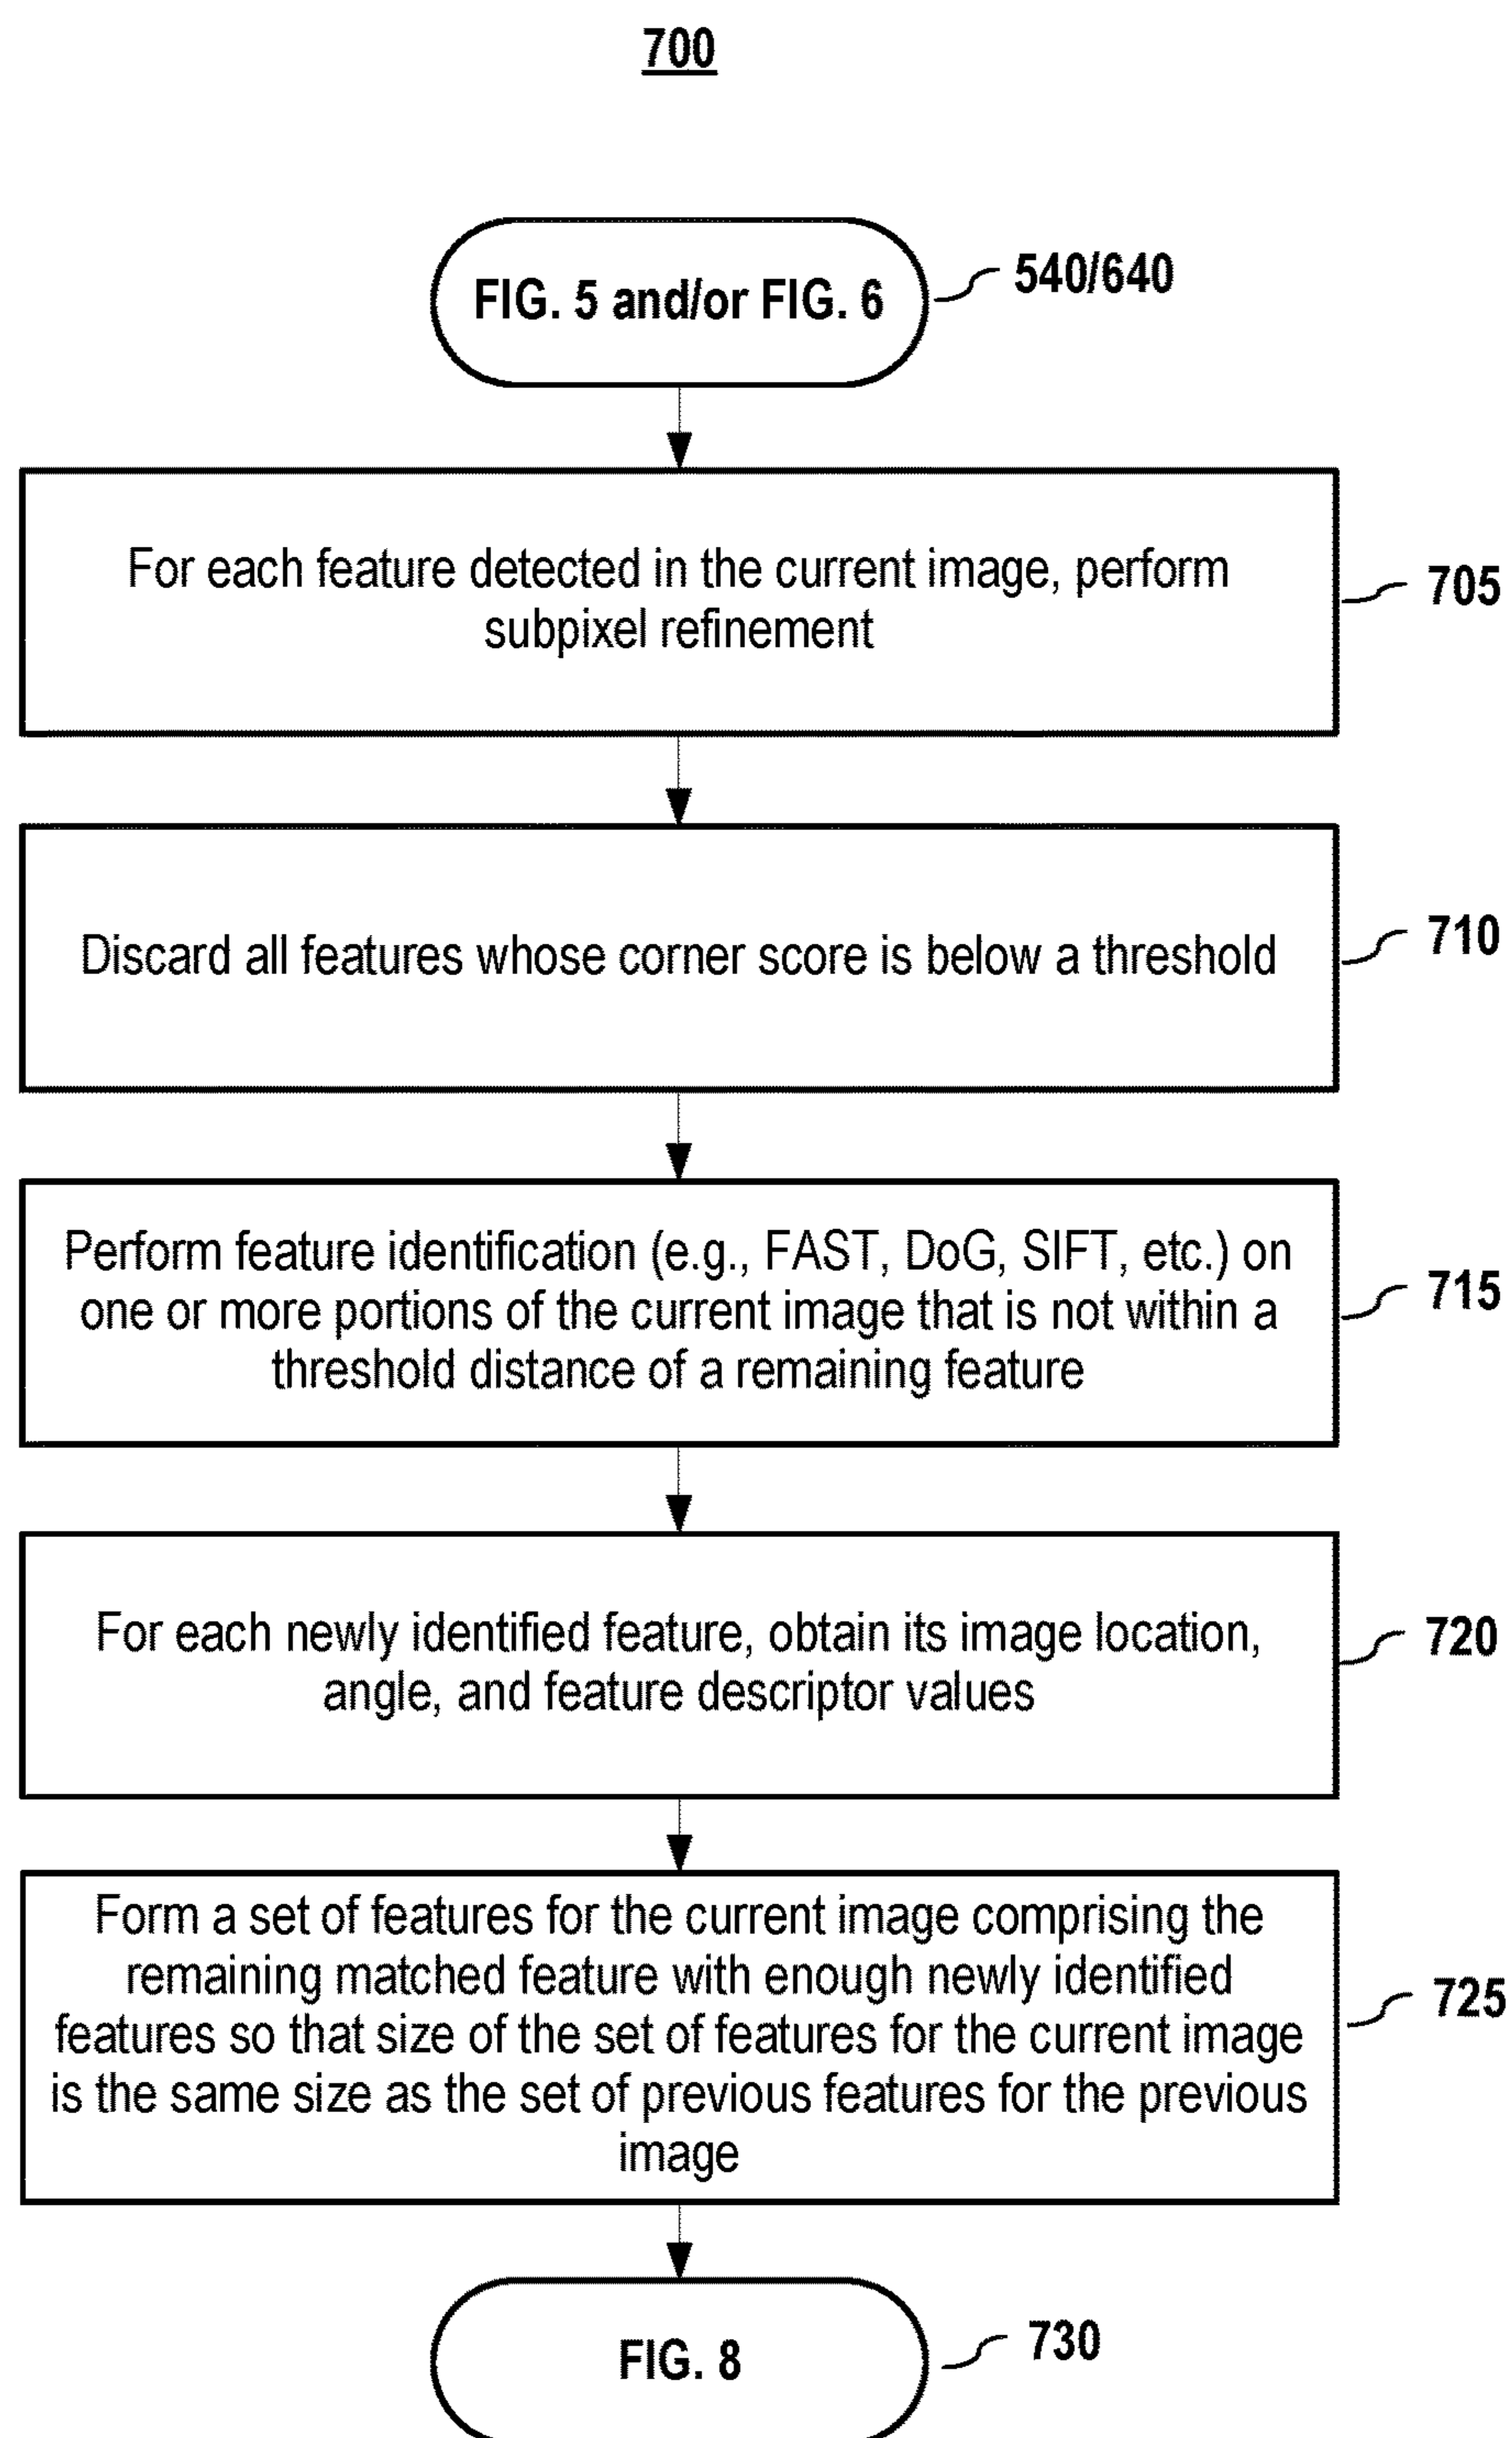 700
FIG. 5 and/or FIG. 6
540/640
For each feature detected in the current image, perform
subpixel refinement
705
Discard all features whose corner score is below a threshold
710
Perform feature identification (e.g., FAST, DoG, SIFT, etc.) on
one or more portions of the current image that is not within a
threshold distance of a remaining feature
715
For each newly identified feature, obtain its image location,
angle, and feature descriptor values
720
Form a set of features for the current image comprising the
remaining matched feature with enough newly identified
features so that size of the set of features for the current image
is the same size as the set of previous features for the previous
image
725
FIG. 8
730